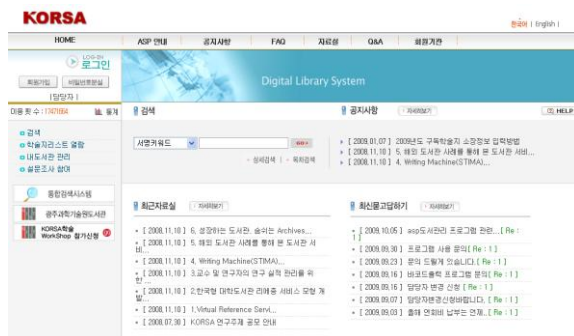 KORSA
한국어 | English |
HOME
ASP 안내
공지사항
FAQ
자료실
Q&A
회원기관
LOG-IN
로그인
회원가입
비밀번호분실
| 담당자 |
Digital Library System
통계
검색
학술자리스트 열람
내도서관 관리
설문조사 참여
통합검색시스템
광주과학기술원도서관
KORSA학술
WorkShop 참가신청
검색
서명키워드
GO
상세검색 | 목차검색
공지사항
자세히보기
HELP
[ 2009.01.07 ] 2009년도 구독학술지 소장정보 입력방법
[ 2008.11.10 ] 5. 해외 도서관 사례를 통해 본 도서관 서비...
[ 2008.11.10 ] 4. Writing Machine(STIMA)...
최근자료실
자세히보기
[ 2008.11.10 ] 6. 성장하는 도서관, 숨쉬는 Archives...
[ 2008.11.10 ] 5. 해외 도서관 사례를 통해 본 도서관 서
비...
[ 2008.11.10 ] 4. Writing Machine(STIMA)...
[ 2008.11.10 ] 3.교수 및 연구자의 연구 실적 관리를 위
한 ...
[ 2008.11.10 ] 2.한국형 대학도서관 리에종 서비스 모형 개
발...
[ 2008.11.10 ] 1.Virtual Reference Servi...
[ 2008.07.30 ] KORSA 연구주제 공모 안내
최신묻고답하기
자세히보기
[ 2009.10.05 ] asp도서관리 프로그램 관련...[ Re :
1 ]
[ 2009.09.30 ] 프로그램 사용 문의[ Re : 1 ]
[ 2009.09.23 ] 문의 드릴게 있습니다.[ Re : 1 ]
[ 2009.09.16 ] 바코드출력 프로그램 문의[ Re : 1 ]
[ 2009.09.16 ] 담당자 변경 신청[ Re : 1 ]
[ 2009.09.07 ] 담당자변경신청바랍니다.[ Re : 1 ]
[ 2009.09.03 ] 올해 연회비 납부는 언제..[ Re : 1 ]